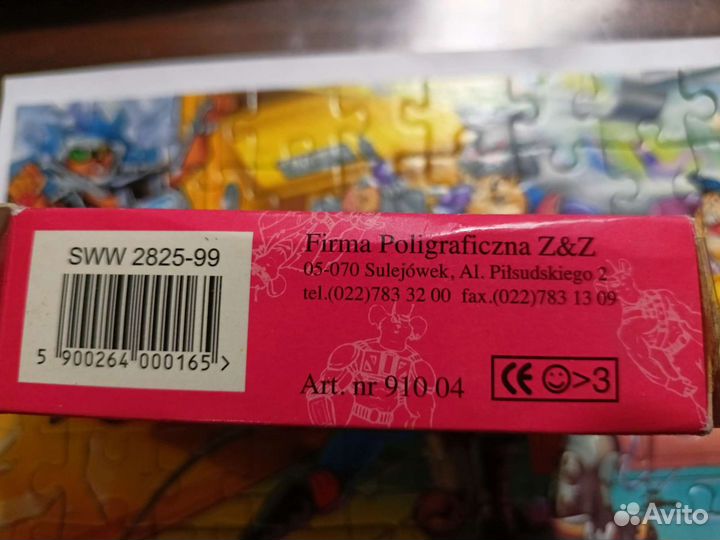 SWW 2825-99
5 900264 000165>
Firma Poligraficzna Z&Z
05-070 Sulejówek, Al. Piłsudskiego 2
tel.(022)783 32 00 fax.(022)783 13 09
Art. nr 910 04
CE >3
Avito